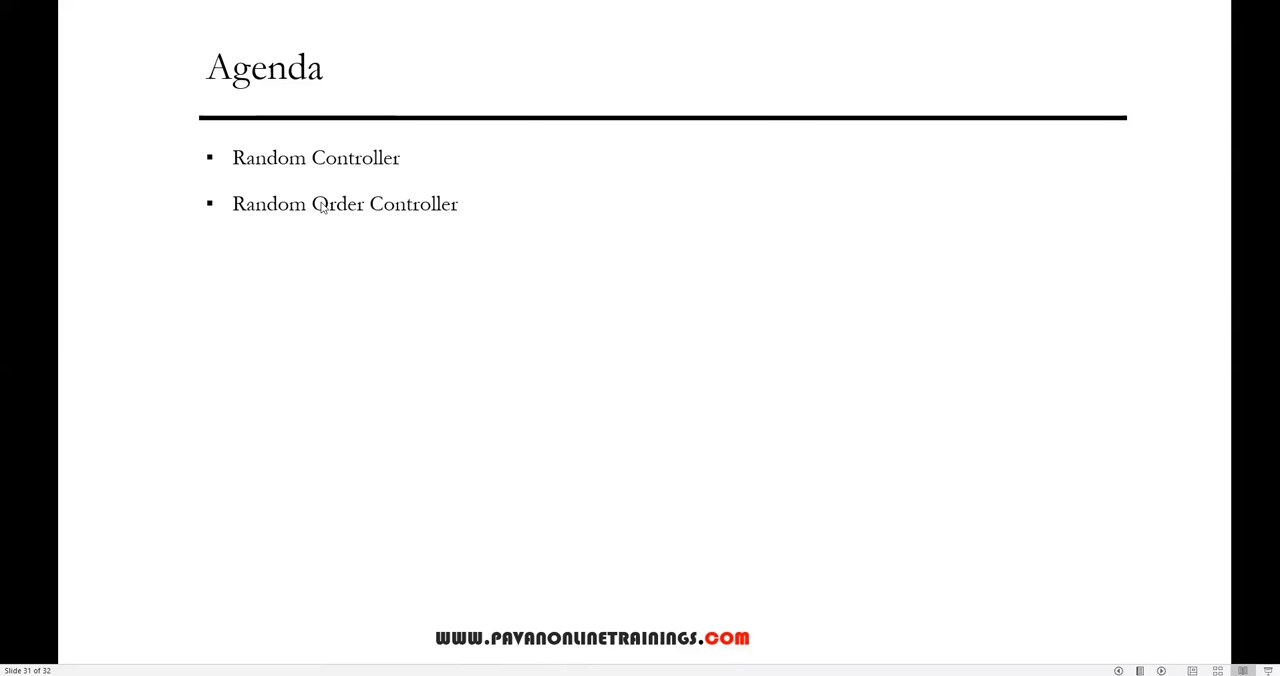 Agenda
Random Controller
Random Order Controller
WWW.PAVANONLINETRAININGS.COM
Slide 31 of 32